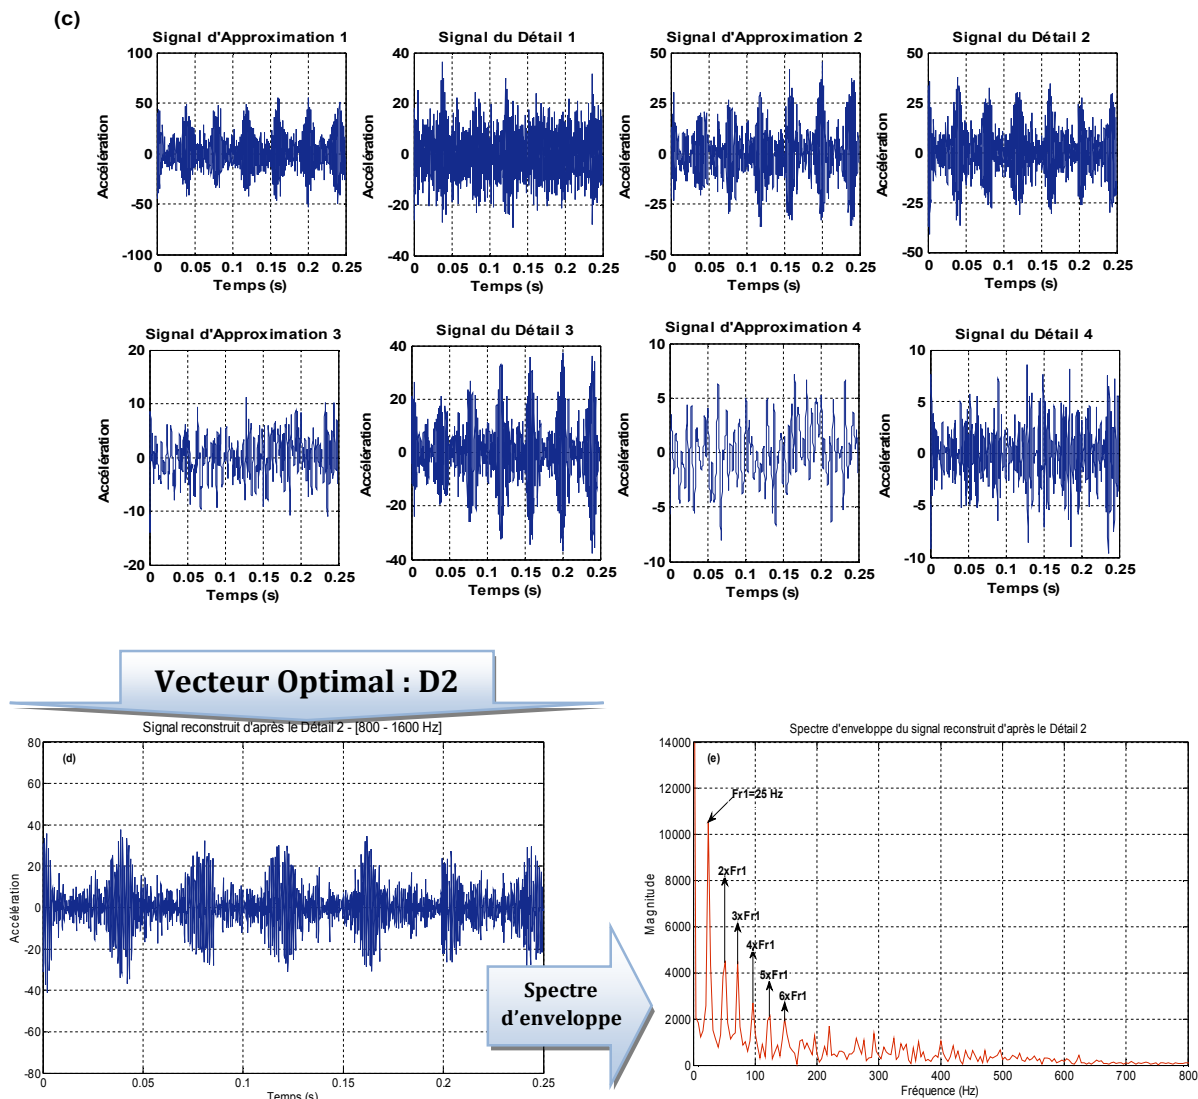 (c)
Signal d'Approximation 1
Signal du Détail 1
Signal d'Approximation 2
Signal du Détail 2
100
50
0
-50
-100
Accélération
0 0.05 0.1 0.15 0.2 0.25
Temps (s)
40
20
0
-20
-40
Accélération
0 0.05 0.1 0.15 0.2 0.25
Temps (s)
50
25
0
-25
-50
Accélération
0 0.05 0.1 0.15 0.2 0.25
Temps (s)
50
25
0
-25
-50
Accélération
0 0.05 0.1 0.15 0.2 0.25
Temps (s)
Signal d'Approximation 3
Signal du Détail 3
Signal d'Approximation 4
Signal du Détail 4
20
10
0
-10
-20
Accélération
0 0.05 0.1 0.15 0.2 0.25
Temps (s)
40
20
0
-20
-40
Accélération
0 0.05 0.1 0.15 0.2 0.25
Temps (s)
10
5
0
-5
-10
Accélération
0 0.05 0.1 0.15 0.2 0.25
Temps (s)
10
5
0
-5
-10
Accélération
0 0.05 0.1 0.15 0.2 0.25
Temps (s)
Vecteur Optimal : D2
Signal reconstruit d'après le Détail 2 - [800 - 1600 Hz]
(d)
80
60
40
20
0
-20
-40
-60
-80
Accélération
0 0.05 0.1 0.15 0.2 0.25
Temps (s)
Spectre
d'enveloppe
Spectre d'enveloppe du signal reconstruit d'après le Détail 2
(e)
14000
12000
10000
8000
6000
4000
2000
0
Magnitude
Fr1=25 Hz
2xFr1
3xFr1
4xFr1
5xFr1
6xFr1
0 100 200 300 400 500 600 700 800
Fréquence (Hz)